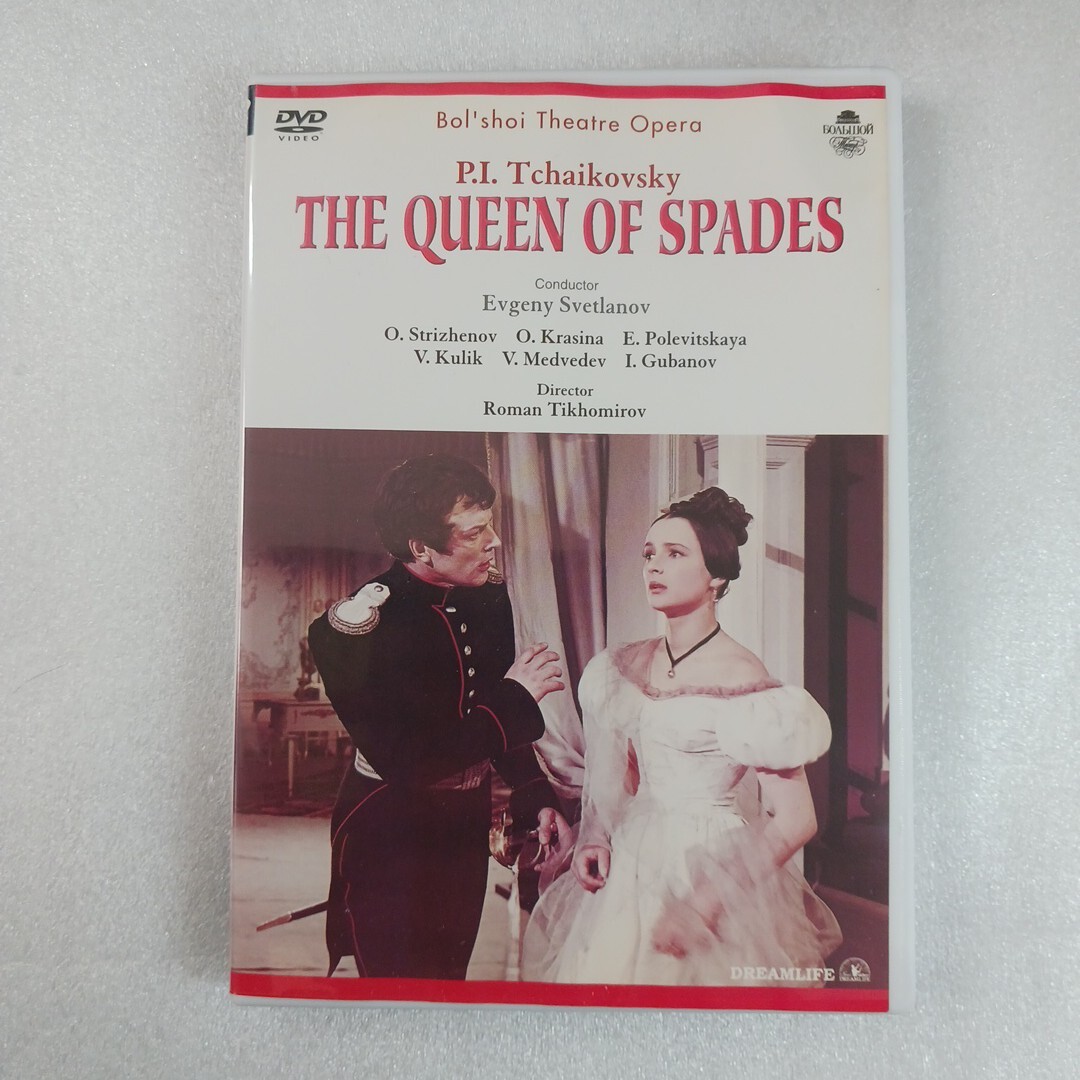 DVD
VIDEO
Bol'shoi Theatre Opera
БОЛЬШОЙ
P.I. Tchaikovsky
THE QUEEN OF SPADES
Conductor
Evgeny Svetlanov
O. Strizhenov O. Krasina E. Polevitskaya
V. Kulik V. Medvedev I. Gubanov
Director
Roman Tikhomirov
DREAMLIFE